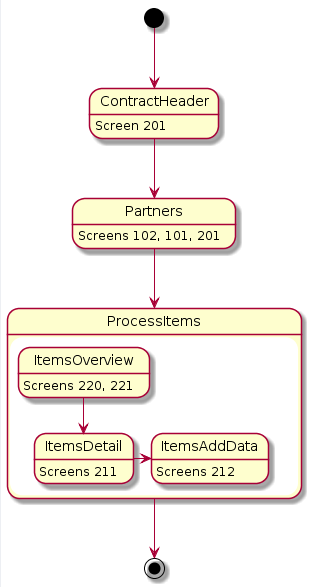 ContractHeader
Screen 201
Partners
Screens 102, 101, 201
ProcessItems
ItemsOverview
Screens 220, 221
ItemsDetail
Screens 211
ItemsAddData
Screens 212